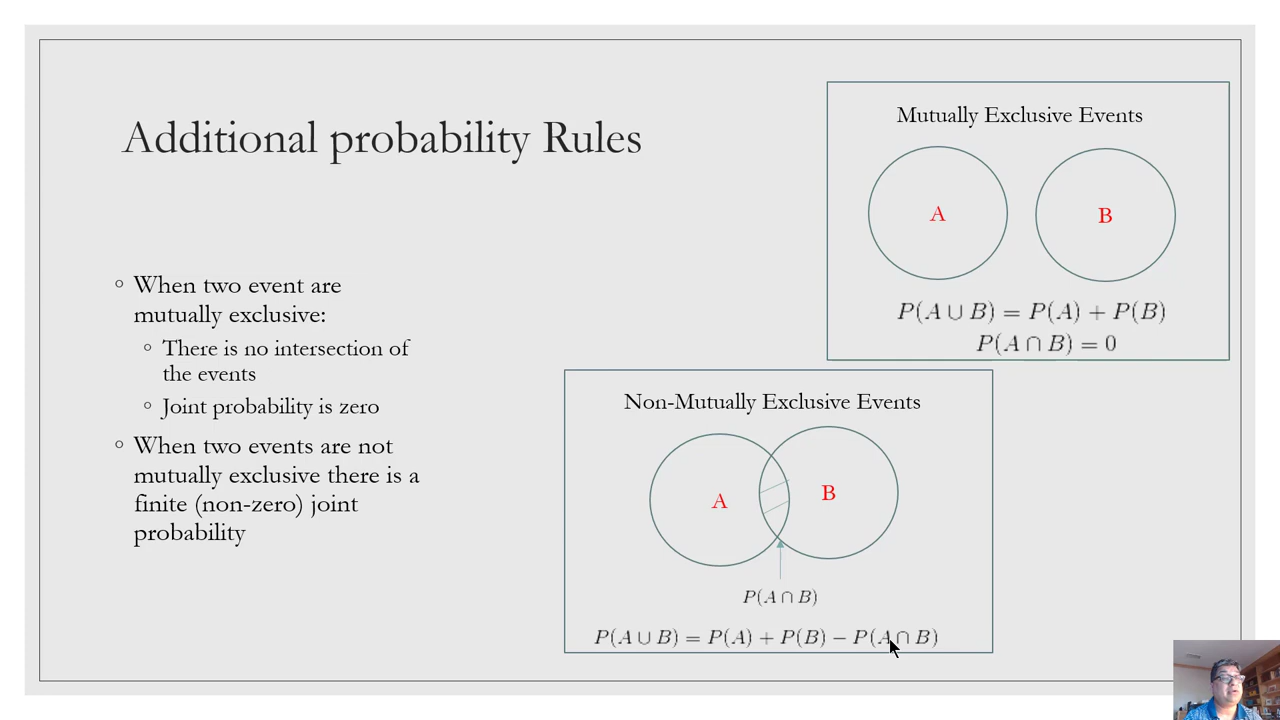 Additional probability Rules
◦ When two event are
mutually exclusive:
◦ There is no intersection of
the events
◦ Joint probability is zero
◦ When two events are not
mutually exclusive there is a
finite (non-zero) joint
probability
Mutually Exclusive Events
A
B
P(A ∪ B) = P(A) + P(B)
P(A ∩ B) = 0
Non-Mutually Exclusive Events
A
B
P(A ∩ B)
P(A ∪ B) = P(A) + P(B) − P(A ∩ B)